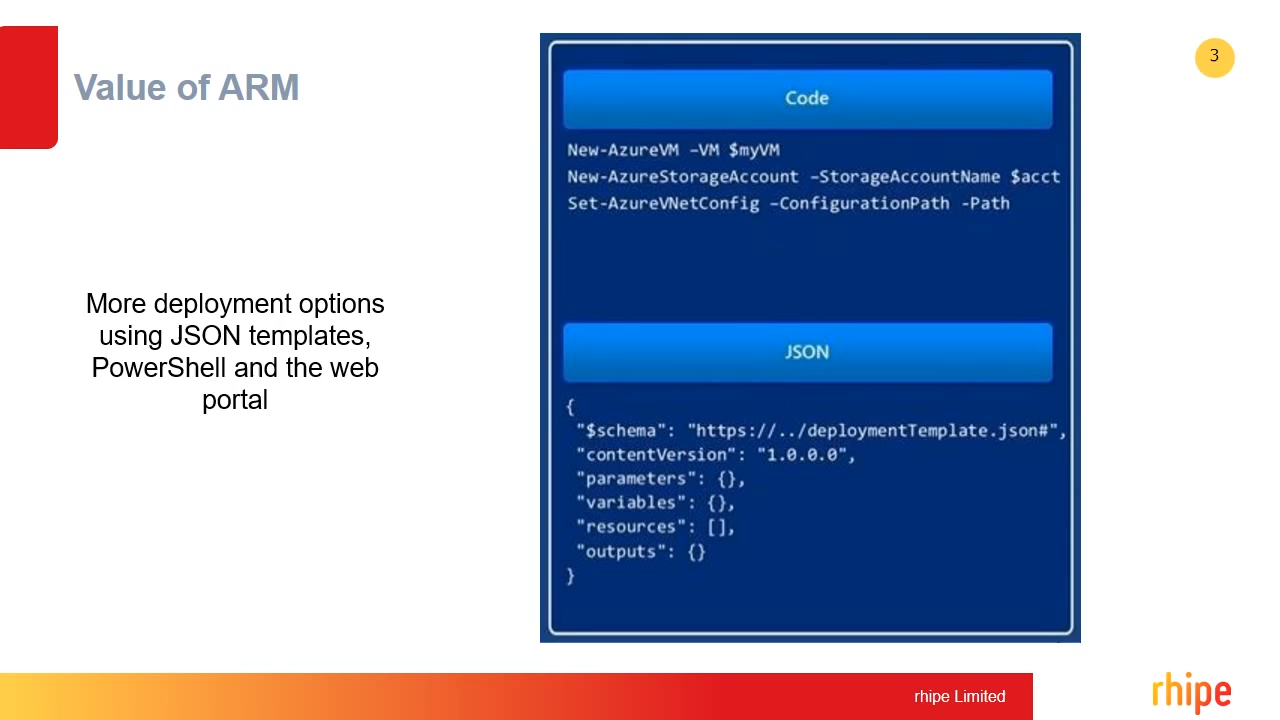 3
Value of ARM
More deployment options
using JSON templates,
PowerShell and the web
portal
Code
New-AzureVM –VM $myVM
New-AzureStorageAccount –StorageAccountName $acct
Set-AzureVNetConfig –ConfigurationPath -Path
JSON
{
"$schema": "https://../deploymentTemplate.json#",
"contentVersion": "1.0.0.0",
"parameters": {},
"variables": {},
"resources": [],
"outputs": {}
}
rhipe Limited
rhipe